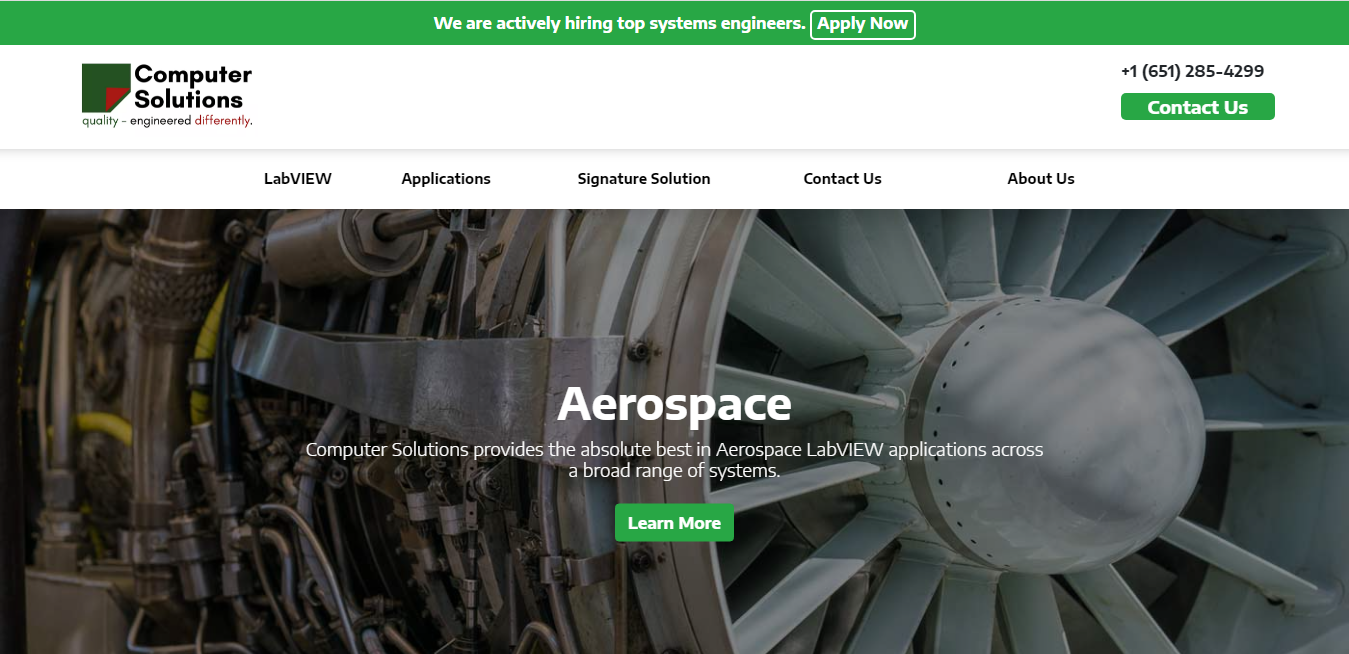 We are actively hiring top systems engineers. Apply Now
Computer
Solutions
quality - engineered differently.
+1 (651) 285-4299
Contact Us
LabVIEW Applications Signature Solution Contact Us About Us
Aerospace
Computer Solutions provides the absolute best in Aerospace LabVIEW applications across
a broad range of systems.
Learn More